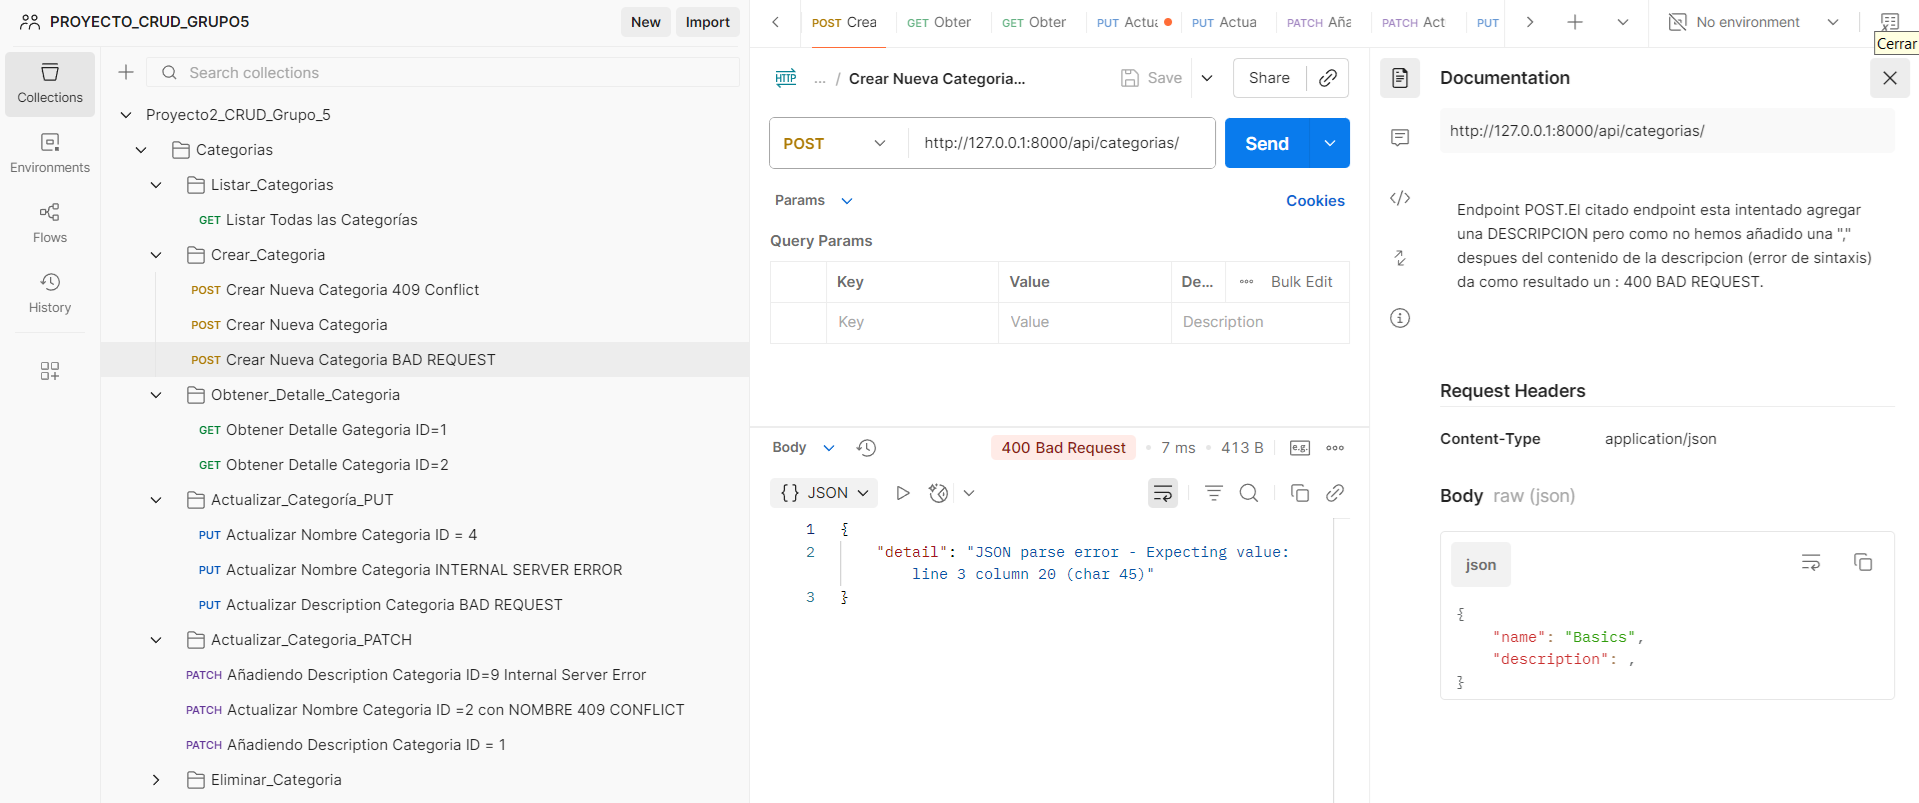 PROYECTO_CRUD_GRUPO5
New
Import
Collections
Environments
Flows
History
Search collections
Proyecto2_CRUD_Grupo_5
Categorias
Listar_Categorias
GET Listar Todas las Categorías
Crear_Categoria
POST Crear Nueva Categoria 409 Conflict
POST Crear Nueva Categoria
POST Crear Nueva Categoria BAD REQUEST
Obtener_Detalle_Categoria
GET Obtener Detalle Gategoria ID=1
GET Obtener Detalle Categoria ID=2
Actualizar_Categoría_PUT
PUT Actualizar Nombre Categoria ID = 4
PUT Actualizar Nombre Categoria INTERNAL SERVER ERROR
PUT Actualizar Description Categoria BAD REQUEST
Actualizar_Categoria_PATCH
PATCH Añadiendo Description Categoria ID=9 Internal Server Error
PATCH Actualizar Nombre Categoria ID =2 con NOMBRE 409 CONFLICT
PATCH Añadiendo Description Categoria ID = 1
Eliminar_Categoria
POST Crea
GET Obter
GET Obter
PUT Actua
PUT Actua
PATCH Aña
PATCH Act
PUT
No environment
Cerrar
HTTP ... / Crear Nueva Categoria...
Save
Share
POST http://127.0.0.1:8000/api/categorias/
Send
Params
Cookies
Query Params
Key Value De... Bulk Edit
Key Value Description
Body
400 Bad Request • 7 ms • 413 B
e.g.
{} JSON
1 {
2 "detail": "JSON parse error - Expecting value:
line 3 column 20 (char 45)"
3 }
Documentation
http://127.0.0.1:8000/api/categorias/
Endpoint POST.El citado endpoint esta intentado agregar
una DESCRIPCION pero como no hemos añadido una ","
despues del contenido de la descripcion (error de sintaxis)
da como resultado un : 400 BAD REQUEST.
Request Headers
Content-Type application/json
Body raw (json)
json
{
"name": "Basics",
"description": ,
}